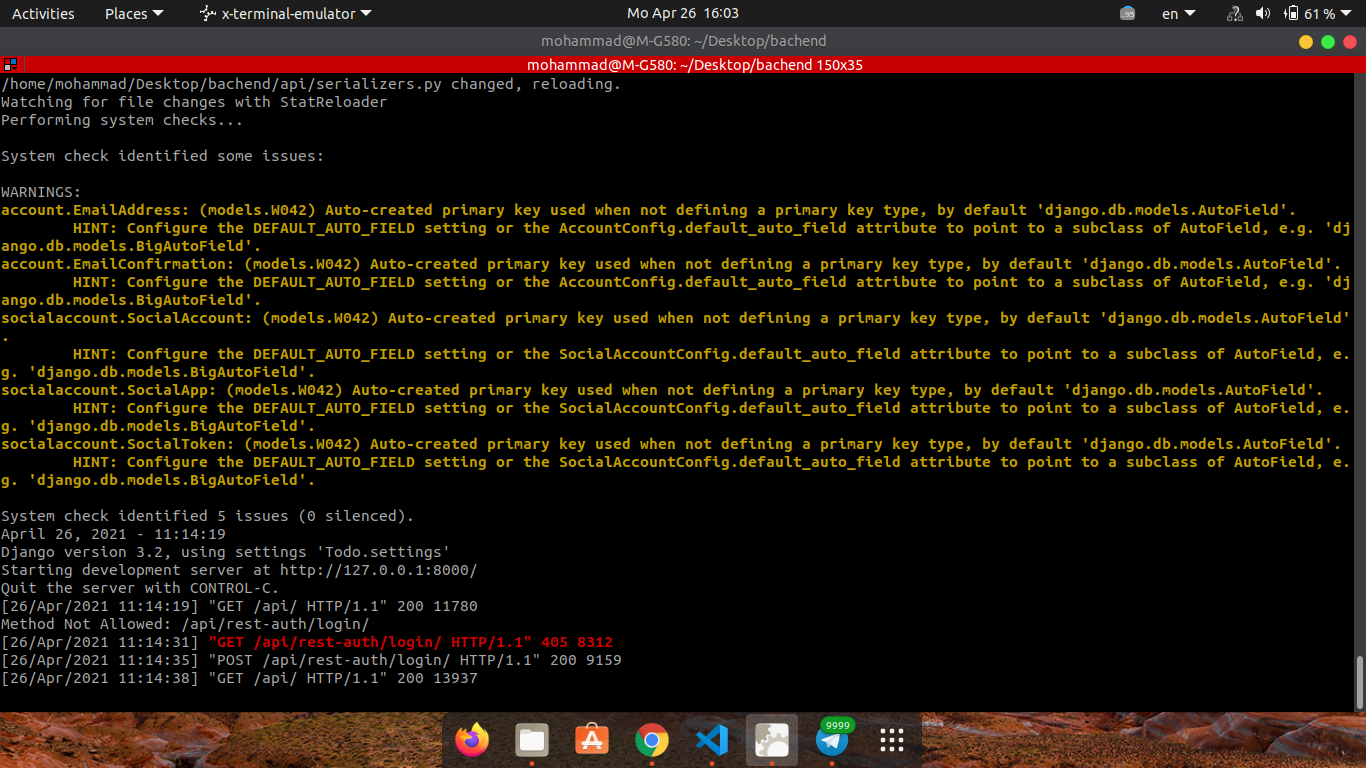 Activities Places x-terminal-emulator Mo Apr 26 16:03 .95 en 61 %
mohammad@M-G580: ~/Desktop/bachend
mohammad@M-G580: ~/Desktop/bachend 150x35
/home/mohammad/Desktop/bachend/api/serializers.py changed, reloading.
Watching for file changes with StatReloader
Performing system checks...
System check identified some issues:
WARNINGS:
account.EmailAddress: (models.W042) Auto-created primary key used when not defining a primary key type, by default 'django.db.models.AutoField'.
HINT: Configure the DEFAULT_AUTO_FIELD setting or the AccountConfig.default_auto_field attribute to point to a subclass of AutoField, e.g. 'dj
ango.db.models.BigAutoField'.
account.EmailConfirmation: (models.W042) Auto-created primary key used when not defining a primary key type, by default 'django.db.models.AutoField'.
HINT: Configure the DEFAULT_AUTO_FIELD setting or the AccountConfig.default_auto_field attribute to point to a subclass of AutoField, e.g. 'dj
ango.db.models.BigAutoField'.
socialaccount.SocialAccount: (models.W042) Auto-created primary key used when not defining a primary key type, by default 'django.db.models.AutoField'
.
HINT: Configure the DEFAULT_AUTO_FIELD setting or the SocialAccountConfig.default_auto_field attribute to point to a subclass of AutoField, e.
g. 'django.db.models.BigAutoField'.
socialaccount.SocialApp: (models.W042) Auto-created primary key used when not defining a primary key type, by default 'django.db.models.AutoField'.
HINT: Configure the DEFAULT_AUTO_FIELD setting or the SocialAccountConfig.default_auto_field attribute to point to a subclass of AutoField, e.
g. 'django.db.models.BigAutoField'.
socialaccount.SocialToken: (models.W042) Auto-created primary key used when not defining a primary key type, by default 'django.db.models.AutoField'.
HINT: Configure the DEFAULT_AUTO_FIELD setting or the SocialAccountConfig.default_auto_field attribute to point to a subclass of AutoField, e.
g. 'django.db.models.BigAutoField'.
System check identified 5 issues (0 silenced).
April 26, 2021 - 11:14:19
Django version 3.2, using settings 'Todo.settings'
Starting development server at http://127.0.0.1:8000/
Quit the server with CONTROL-C.
[26/Apr/2021 11:14:19] "GET /api/ HTTP/1.1" 200 11780
Method Not Allowed: /api/rest-auth/login/
[26/Apr/2021 11:14:31] "GET /api/rest-auth/login/ HTTP/1.1" 405 8312
[26/Apr/2021 11:14:35] "POST /api/rest-auth/login/ HTTP/1.1" 200 9159
[26/Apr/2021 11:14:38] "GET /api/ HTTP/1.1" 200 13937
9999